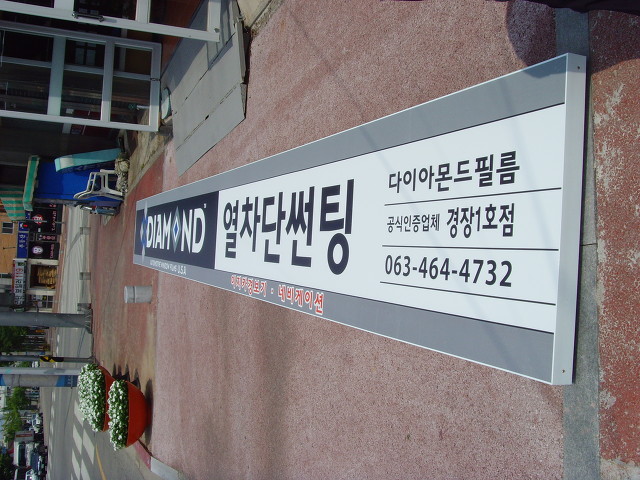 DIAMOND
열차단썬팅
다이아몬드필름
공식인증업체 경장1호점
063-464-4732
네비게이션